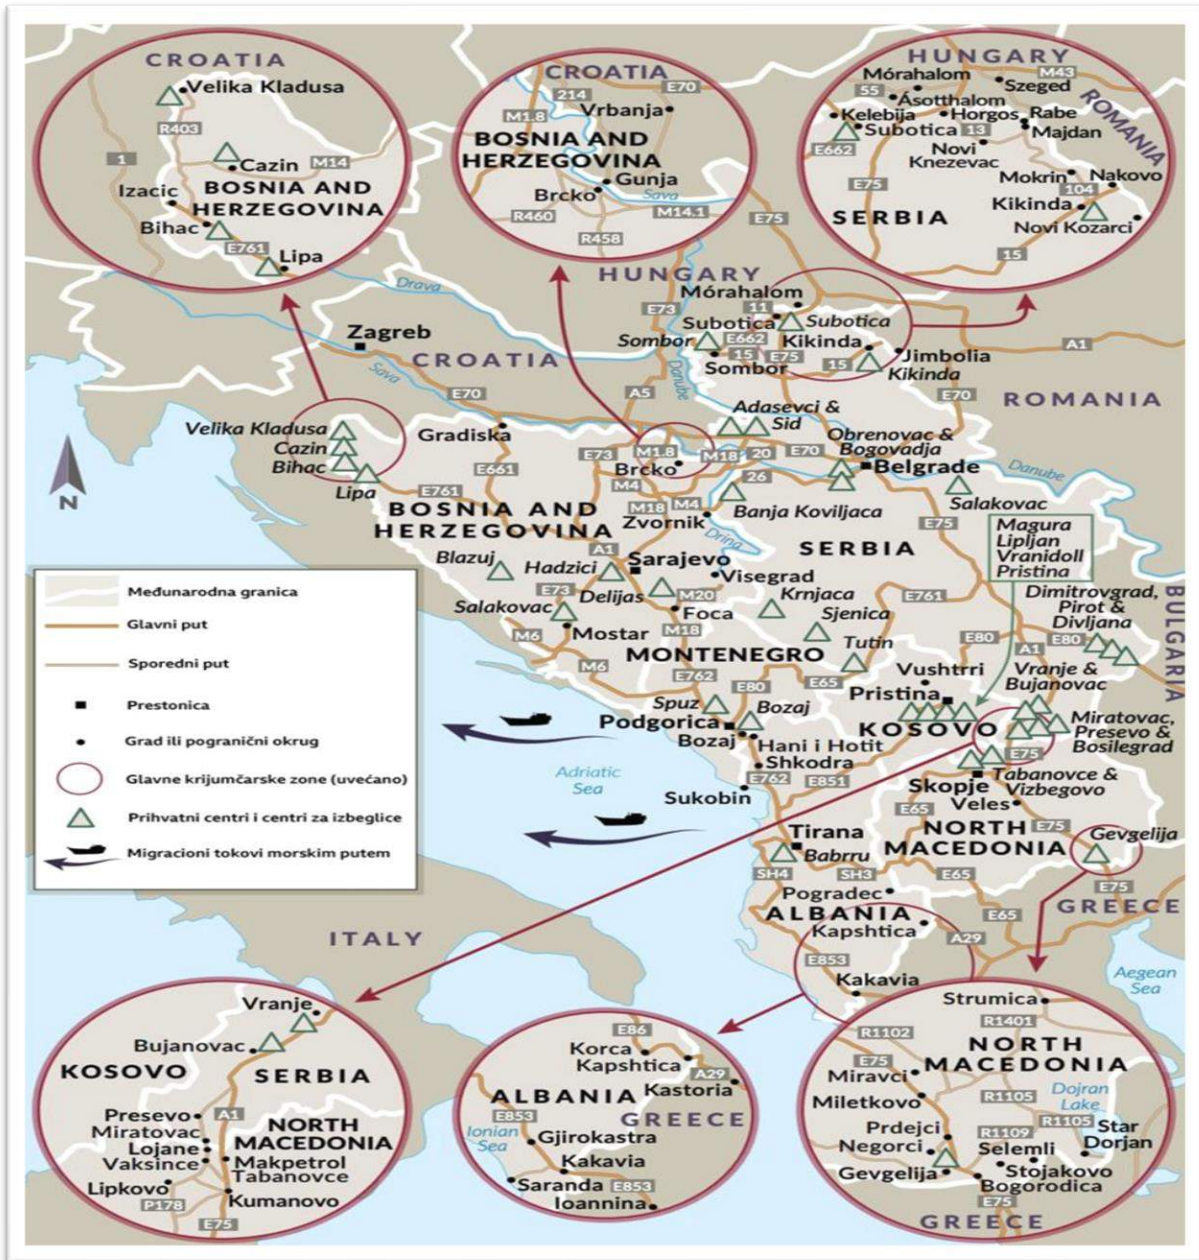 CROATIA
Velika Kladusa
R403
1
Cazin
M14
Izacic
BOSNIA AND
HERZEGOVINA
Bihac
E761
Lipa
CROATIA
214
E70
M1.8
Vrbanja
BOSNIA AND
HERZEGOVINA
Gunja
Brcko
Sava
R460
M14.1
R458
HUNGARY
Mórahalom
M43
55
Szeged
Ásotthalom
ROMANIA
Kelebija
Horgos
Rabe
Subotica
13
Majdan
E662
Novi
Knezevac
Mokrin
Nakovo
E75
104
SERBIA
Kikinda
Novi Kozarci
15
E75
HUNGARY
Drava
Mórahalom
E73
11
Zagreb
Subotica
Subotica
Sombor
E662
Kikinda
A1
CROATIA
15
E75
15
Jimbolia
Sombor
Kikinda
Sava
Danube
E70
A5
E70
ROMANIA
Adasevci &
Sid
Velika Kladusa
Gradiska
Obrenovac &
Bogovadja
Cazin
M1.8
E73
M18
20
E70
Bihac
Brcko
Belgrade
Danube
E661
Lipa
E761
M4
26
Salakovac
BOSNIA AND
HERZEGOVINA
M18
M4
Banja Koviljaca
Zvornik
E75
Magura
Lipljan
Vranidoll
Pristina
Drina
N
A1
SERBIA
Blazuj
Hadzici
Sarajevo
Visegrad
E73
Delijas
M20
Krnjaca
E761
Dimitrovgrad,
Pirot &
Divljana
BULGARIA
Salakovac
Foca
Sjenica
Mostar
M18
E80
E80
M6
Tutin
A1
MONTENEGRO
Vushtrri
Vranje &
Bujanovac
M6
E762
E65
Pristina
E80
Spuz
Bozaj
Podgorica
KOSOVO
Miratovac,
Presevo &
Bosilegrad
Bozaj
Hani i Hotit
E75
Shkodra
Adriatic
Sea
E762
E851
Skopje
Tabanovce &
Vizbegovo
Sukobin
Veles
E65
E75
Tirana
NORTH
MACEDONIA
Gevgelija
Babrru
SH4
SH3
E65
E75
Pogradec
GREECE
ALBANIA
E65
Kapshtica
A29
ITALY
E853
Kakavia
Aegean
Sea
Međunarodna granica
Glavni put
Sporedni put
Prestonica
Grad ili pogranični okrug
Glavne krijumčarske zone (uvećano)
Prihvatni centri i centri za izbeglice
Migracioni tokovi morskim putem
Vranje
Bujanovac
KOSOVO
SERBIA
Presevo
A1
Miratovac
NORTH
MACEDONIA
Lojane
Vaksince
Makpetrol
Tabanovce
Lipkovo
Kumanovo
P178
E75
E86
Korca
Kapshtica
A29
Kastoria
ALBANIA
E853
GREECE
Ionian
Sea
Gjirokastra
Kakavia
Saranda
E853
Ioannina
Strumica
R1102
R1401
E75
NORTH
MACEDONIA
Miravci
Dojran
Lake
Miletkovo
R1105
R1105
Star
Dorjan
Prdejci
R1109
Negorci
Selemli
Gevgelija
Stojakovo
Bogorodica
E75
GREECE